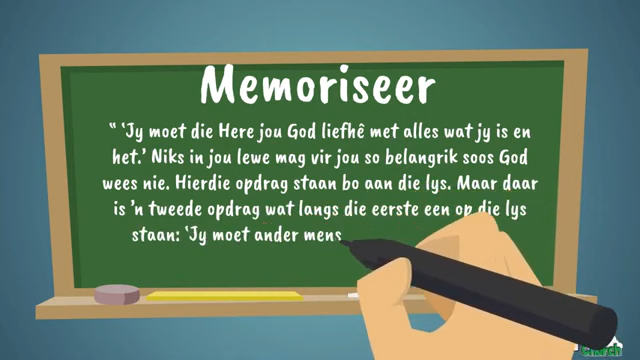 Memoriseer
“ ‘Jy moet die Here jou God liefhê met alles wat jy is en
het.’ Niks in jou lewe mag vir jou so belangrik soos God
wees nie. Hierdie opdrag staan bo aan die lys. Maar daar
is ’n tweede opdrag wat langs die eerste een op die lys
staan: ‘Jy moet ander mens